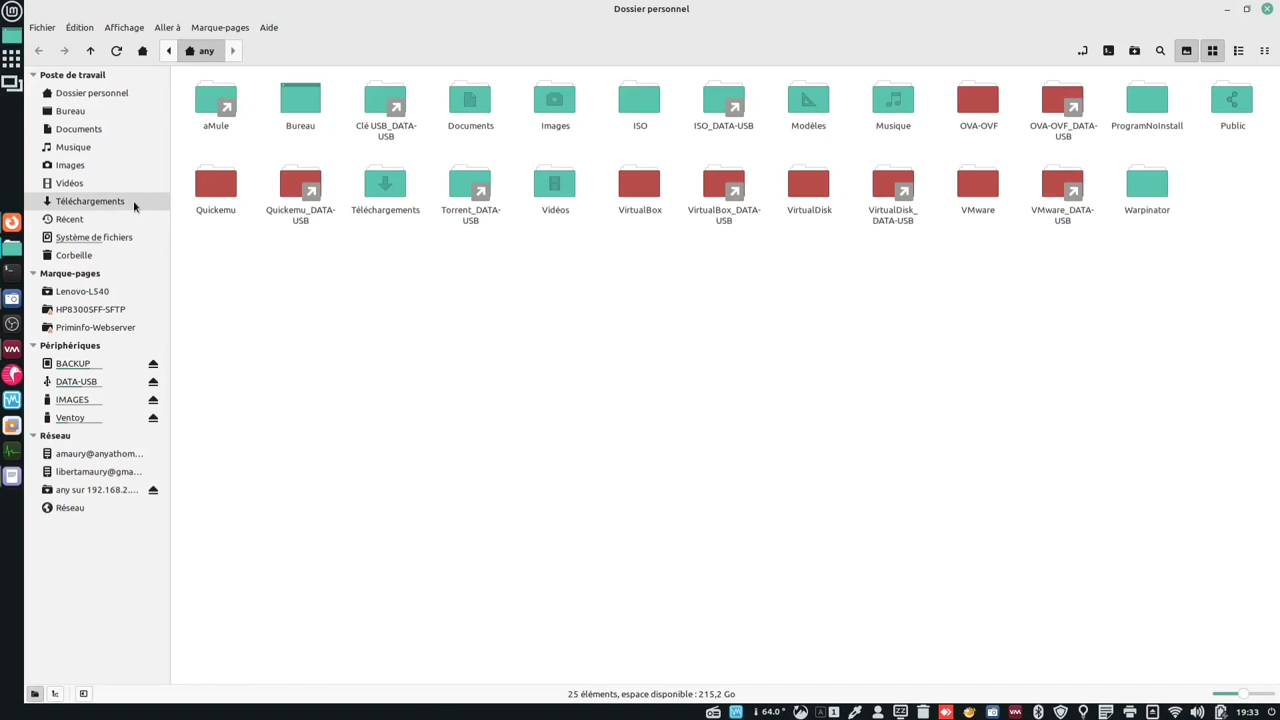 Dossier personnel
Fichier Édition Affichage Aller à Marque-pages Aide
any
Poste de travail
Dossier personnel
Bureau
Documents
Musique
Images
Vidéos
Téléchargements
Récent
Système de fichiers
Corbeille
Marque-pages
Lenovo-L540
HP8300SFF-SFTP
Priminfo-Webserver
Périphériques
BACKUP
DATA-USB
IMAGES
Ventoy
Réseau
amaury@anyathom...
libertamaury@gma...
any sur 192.168.2....
Réseau
aMule
Bureau
Clé USB_DATA-
USB
Documents
Images
ISO
ISO_DATA-USB
Modèles
Musique
OVA-OVF
OVA-OVF_DATA-
USB
ProgramNoInstall
Public
Quickemu
Quickemu_DATA-
USB
Téléchargements
Torrent_DATA-
USB
Vidéos
VirtualBox
VirtualBox_DATA-
USB
VirtualDisk
VirtualDisk_
DATA-USB
VMware
VMware_DATA-
USB
Warpinator
25 éléments, espace disponible : 215,2 Go
64.0° A 1 19:33